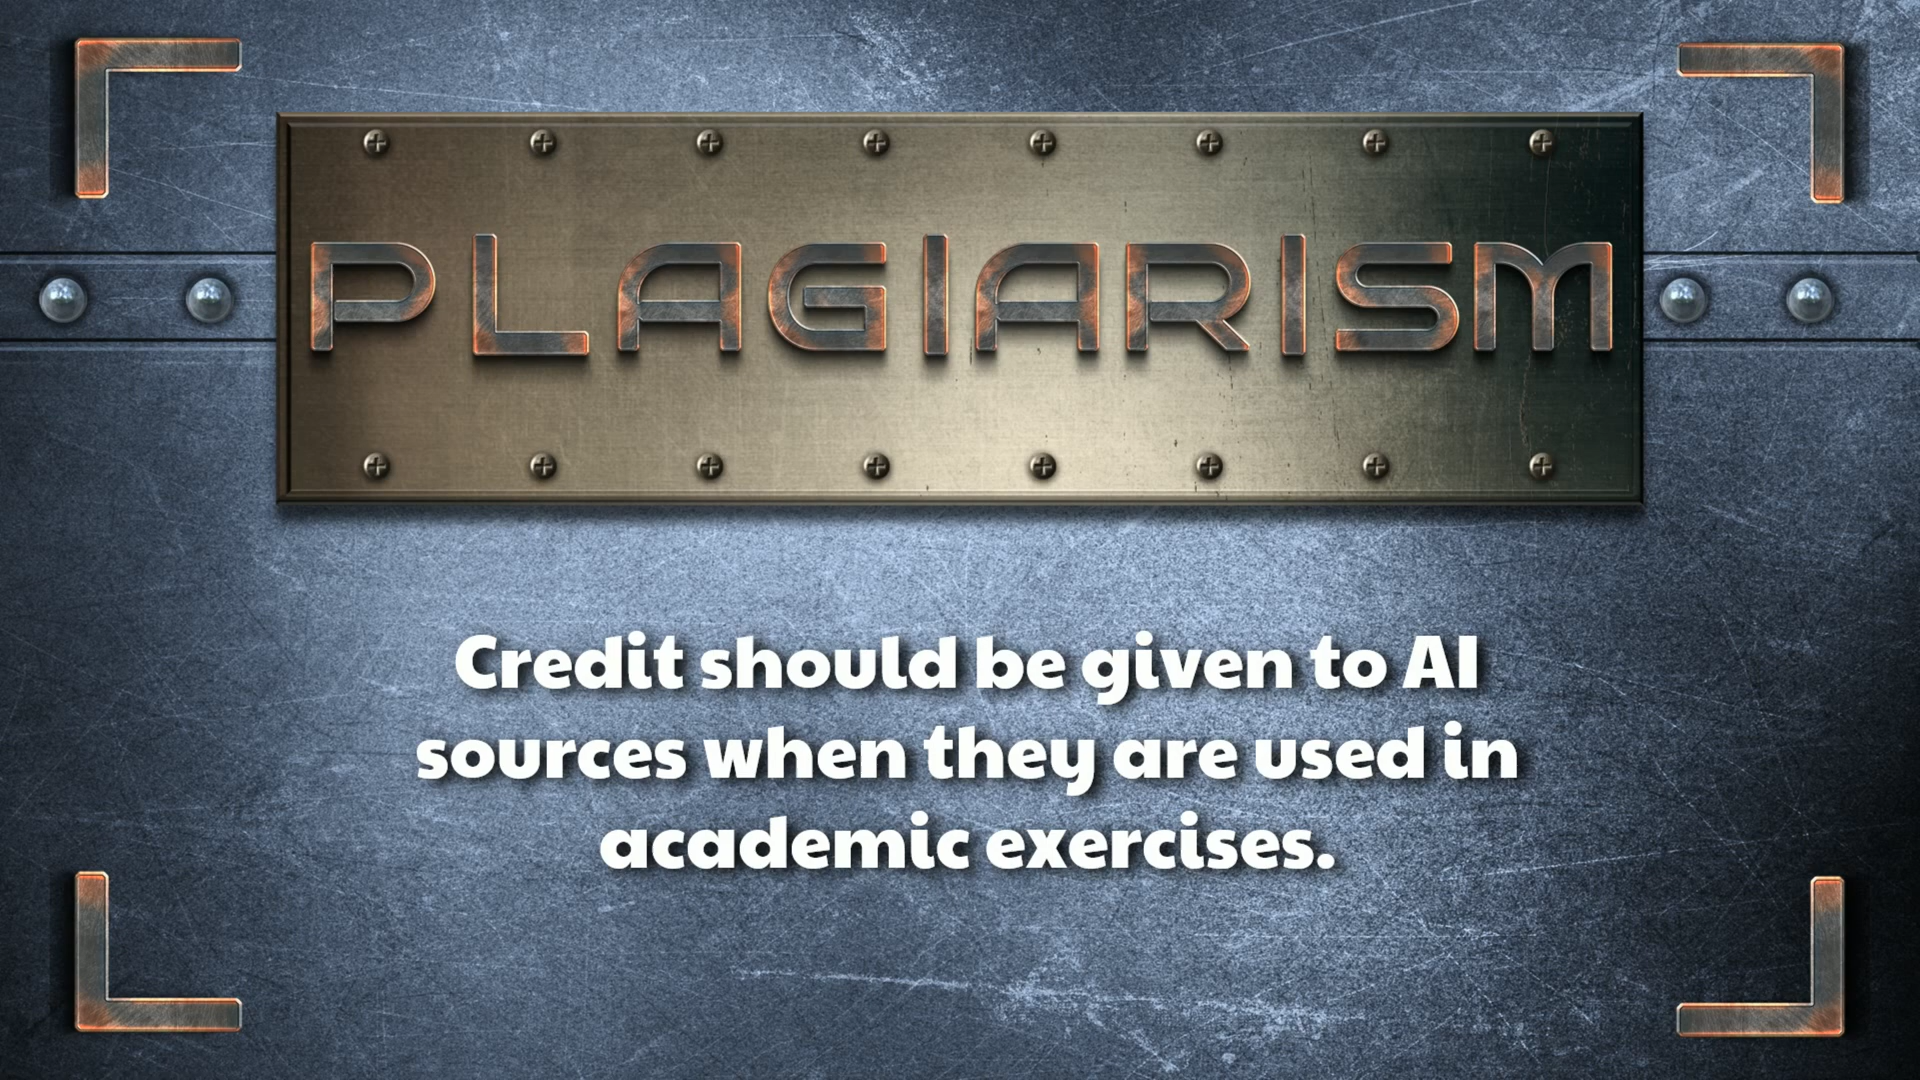 PLAGIARISM
Credit should be given to AI
sources when they are used in
academic exercises.